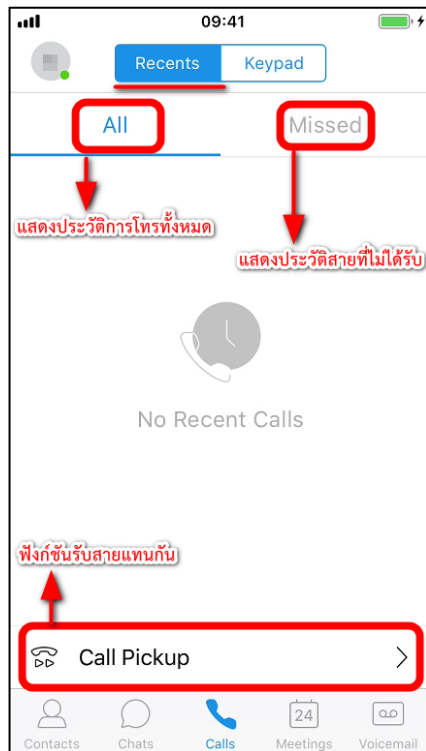 09:41
Recents Keypad
All Missed
แสดงประวัติการโทรทั้งหมด
แสดงประวัติสายที่ไม่ได้รับ
No Recent Calls
ฟังก์ชันรับสายแทนกัน
Call Pickup
24
Contacts Chats Calls Meetings Voicemail